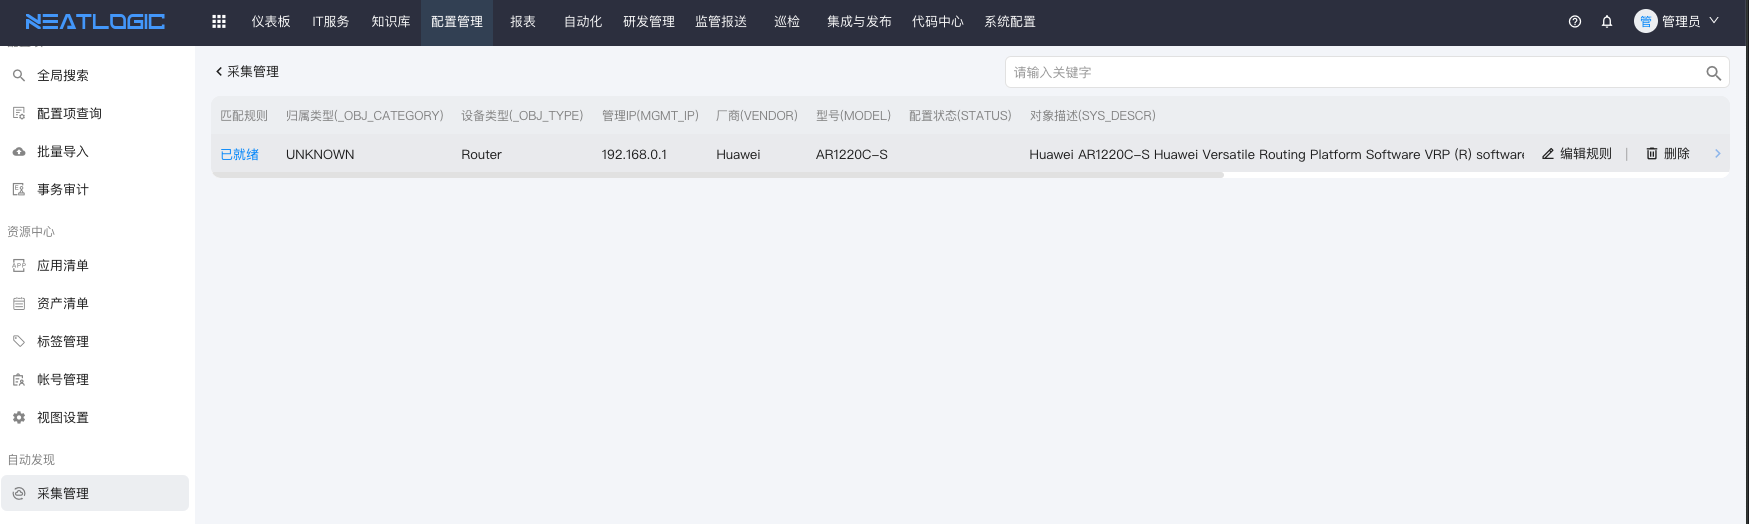 NEATLOGIC 仪表板 IT服务 知识库 配置管理 报表 自动化 研发管理 监管报送 巡检 集成与发布 代码中心 系统配置 管 管理员
全局搜索
配置项查询
批量导入
事务审计
资源中心
应用清单
资产清单
标签管理
帐号管理
视图设置
自动发现
采集管理
采集管理 请输入关键字
匹配规则 归属类型(_OBJ_CATEGORY) 设备类型(_OBJ_TYPE) 管理IP(MGMT_IP) 厂商(VENDOR) 型号(MODEL) 配置状态(STATUS) 对象描述(SYS_DESCR)
已就绪 UNKNOWN Router 192.168.0.1 Huawei AR1220C-S Huawei AR1220C-S Huawei Versatile Routing Platform Software VRP (R) software 编辑规则 | 删除